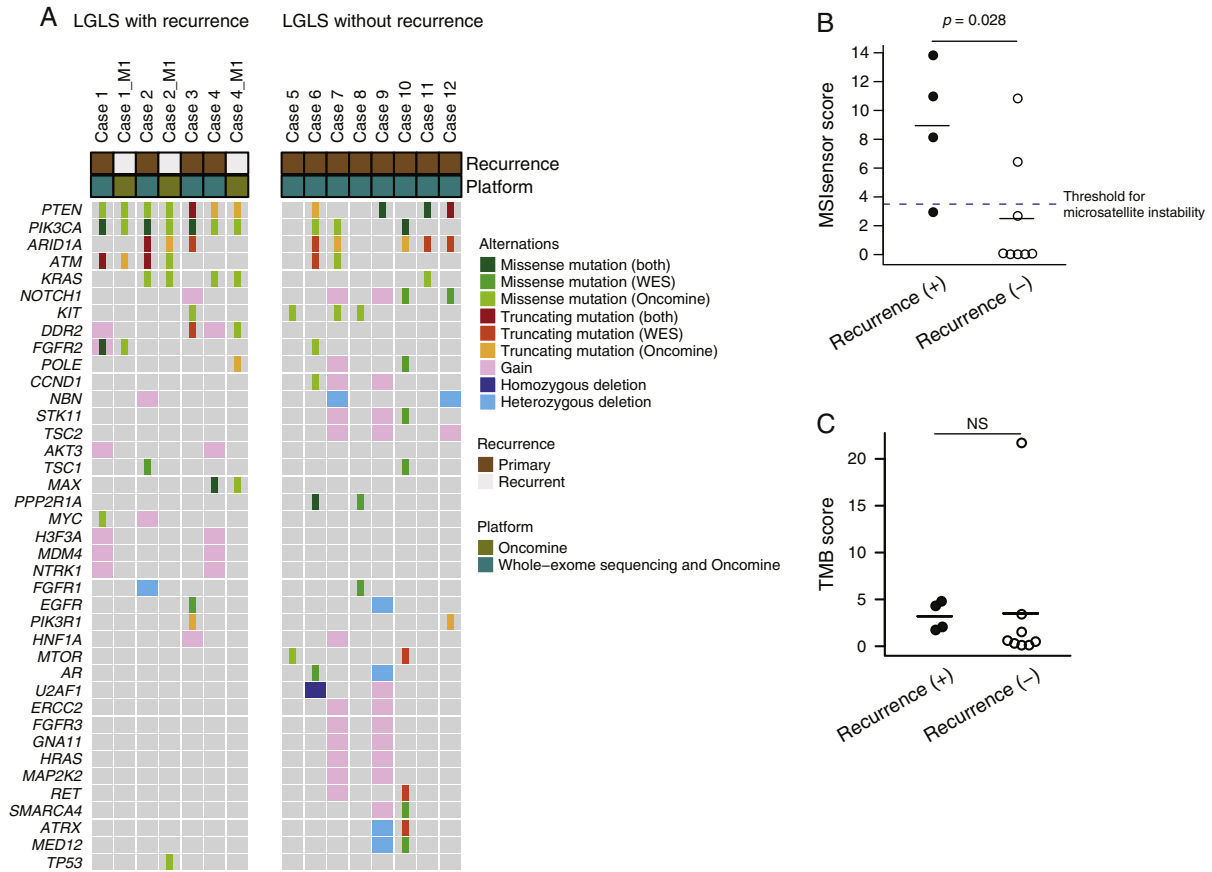 A
LGLS with recurrence
LGLS without recurrence
Case 1
Case 1_M1
Case 2
Case 2_M1
Case 3
Case 4
Case 4_M1
Case 5
Case 6
Case 7
Case 8
Case 9
Case 10
Case 11
Case 12
Recurrence
Platform
PTEN
PIK3CA
ARID1A
ATM
KRAS
NOTCH1
KIT
DDR2
FGFR2
POLE
CCND1
NBN
STK11
TSC2
AKT3
TSC1
MAX
PPP2R1A
MYC
H3F3A
MDM4
NTRK1
FGFR1
EGFR
PIK3R1
HNF1A
MTOR
AR
U2AF1
ERCC2
FGFR3
GNA11
HRAS
MAP2K2
RET
SMARCA4
ATRX
MED12
TP53
Alternations
Missense mutation (both)
Missense mutation (WES)
Missense mutation (Oncomine)
Truncating mutation (both)
Truncating mutation (WES)
Truncating mutation (Oncomine)
Gain
Homozygous deletion
Heterozygous deletion
Recurrence
Primary
Recurrent
Platform
Oncomine
Whole−exome sequencing and Oncomine
B
p = 0.028
MSIsensor score
14
12
10
8
6
4
2
0
Threshold for
microsatellite instability
Recurrence (+)
Recurrence (−)
C
NS
TMB score
20
15
10
5
0
Recurrence (+)
Recurrence (−)